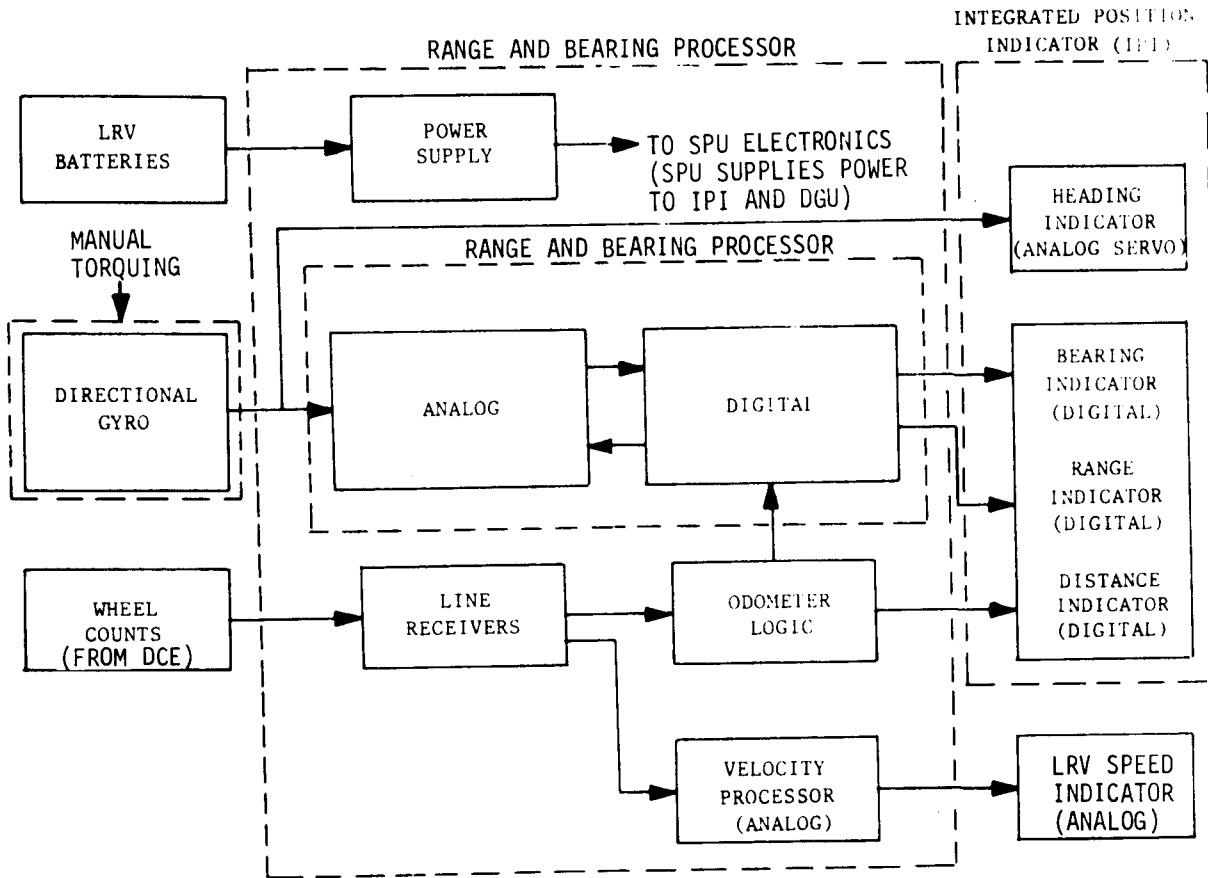 INTEGRATED POSITION
INDICATOR (IPI)
RANGE AND BEARING PROCESSOR
LRV
BATTERIES
POWER
SUPPLY
TO SPU ELECTRONICS
(SPU SUPPLIES POWER
TO IPI AND DGU)
HEADING
INDICATOR
(ANALOG SERVO)
MANUAL
TORQUING
RANGE AND BEARING PROCESSOR
DIRECTIONAL
GYRO
ANALOG
DIGITAL
BEARING
INDICATOR
(DIGITAL)
RANGE
INDICATOR
(DIGITAL)
DISTANCE
INDICATOR
(DIGITAL)
WHEEL
COUNTS
(FROM DCE)
LINE
RECEIVERS
ODOMETER
LOGIC
VELOCITY
PROCESSOR
(ANALOG)
LRV SPEED
INDICATOR
(ANALOG)